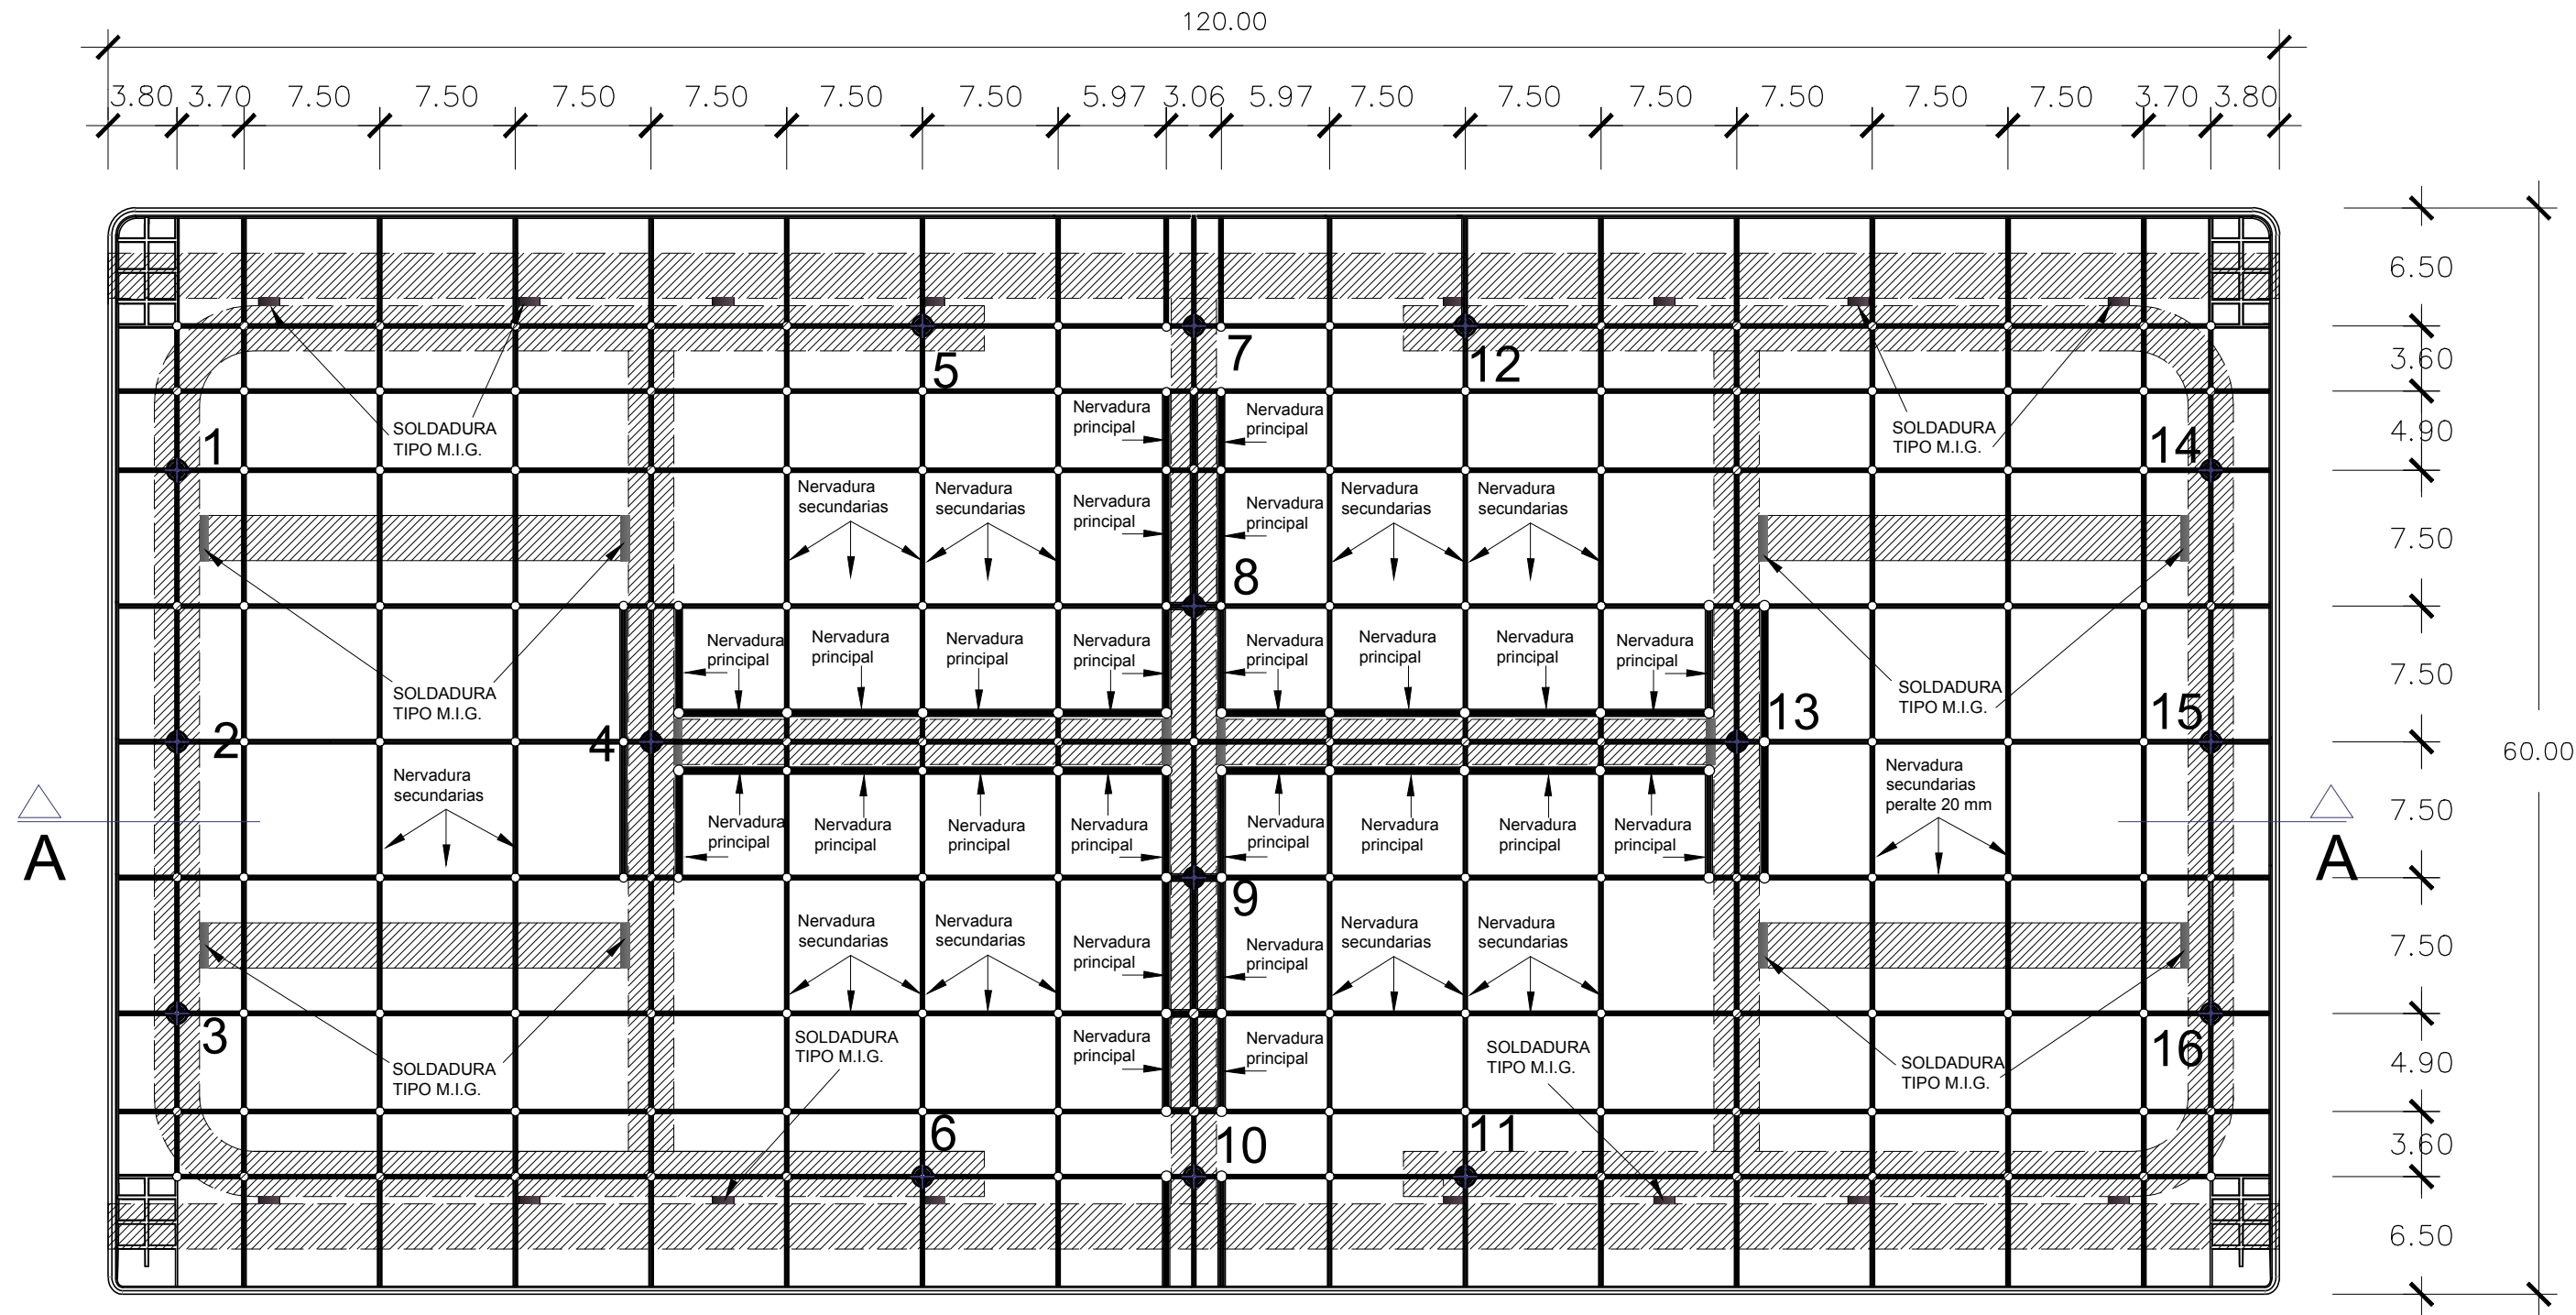 120.00
3.80 3.70 7.50 7.50 7.50 7.50 7.50 7.50 5.97 3.06 5.97 7.50 7.50 7.50 7.50 7.50 7.50 3.70 3.80
6.50
3.60
4.90
7.50
7.50
60.00
7.50
7.50
4.90
3.60
6.50
5
7
12
SOLDADURA
TIPO M.I.G.
Nervadura
principal
Nervadura
principal
SOLDADURA
TIPO M.I.G.
1
14
Nervadura
secundarias
Nervadura
secundarias
Nervadura
principal
Nervadura
principal
Nervadura
secundarias
Nervadura
secundarias
8
Nervadura
principal
Nervadura
principal
Nervadura
principal
Nervadura
principal
Nervadura
principal
Nervadura
principal
Nervadura
principal
Nervadura
principal
SOLDADURA
TIPO M.I.G.
SOLDADURA
TIPO M.I.G.
2
4
13
15
Nervadura
secundarias
Nervadura
secundarias
peralte 20 mm
A
A
Nervadura
principal
Nervadura
principal
Nervadura
principal
Nervadura
principal
Nervadura
principal
Nervadura
principal
Nervadura
principal
Nervadura
principal
9
Nervadura
secundarias
Nervadura
secundarias
Nervadura
principal
Nervadura
principal
Nervadura
secundarias
Nervadura
secundarias
3
16
SOLDADURA
TIPO M.I.G.
SOLDADURA
TIPO M.I.G.
Nervadura
principal
Nervadura
principal
SOLDADURA
TIPO M.I.G.
SOLDADURA
TIPO M.I.G.
6
10
11